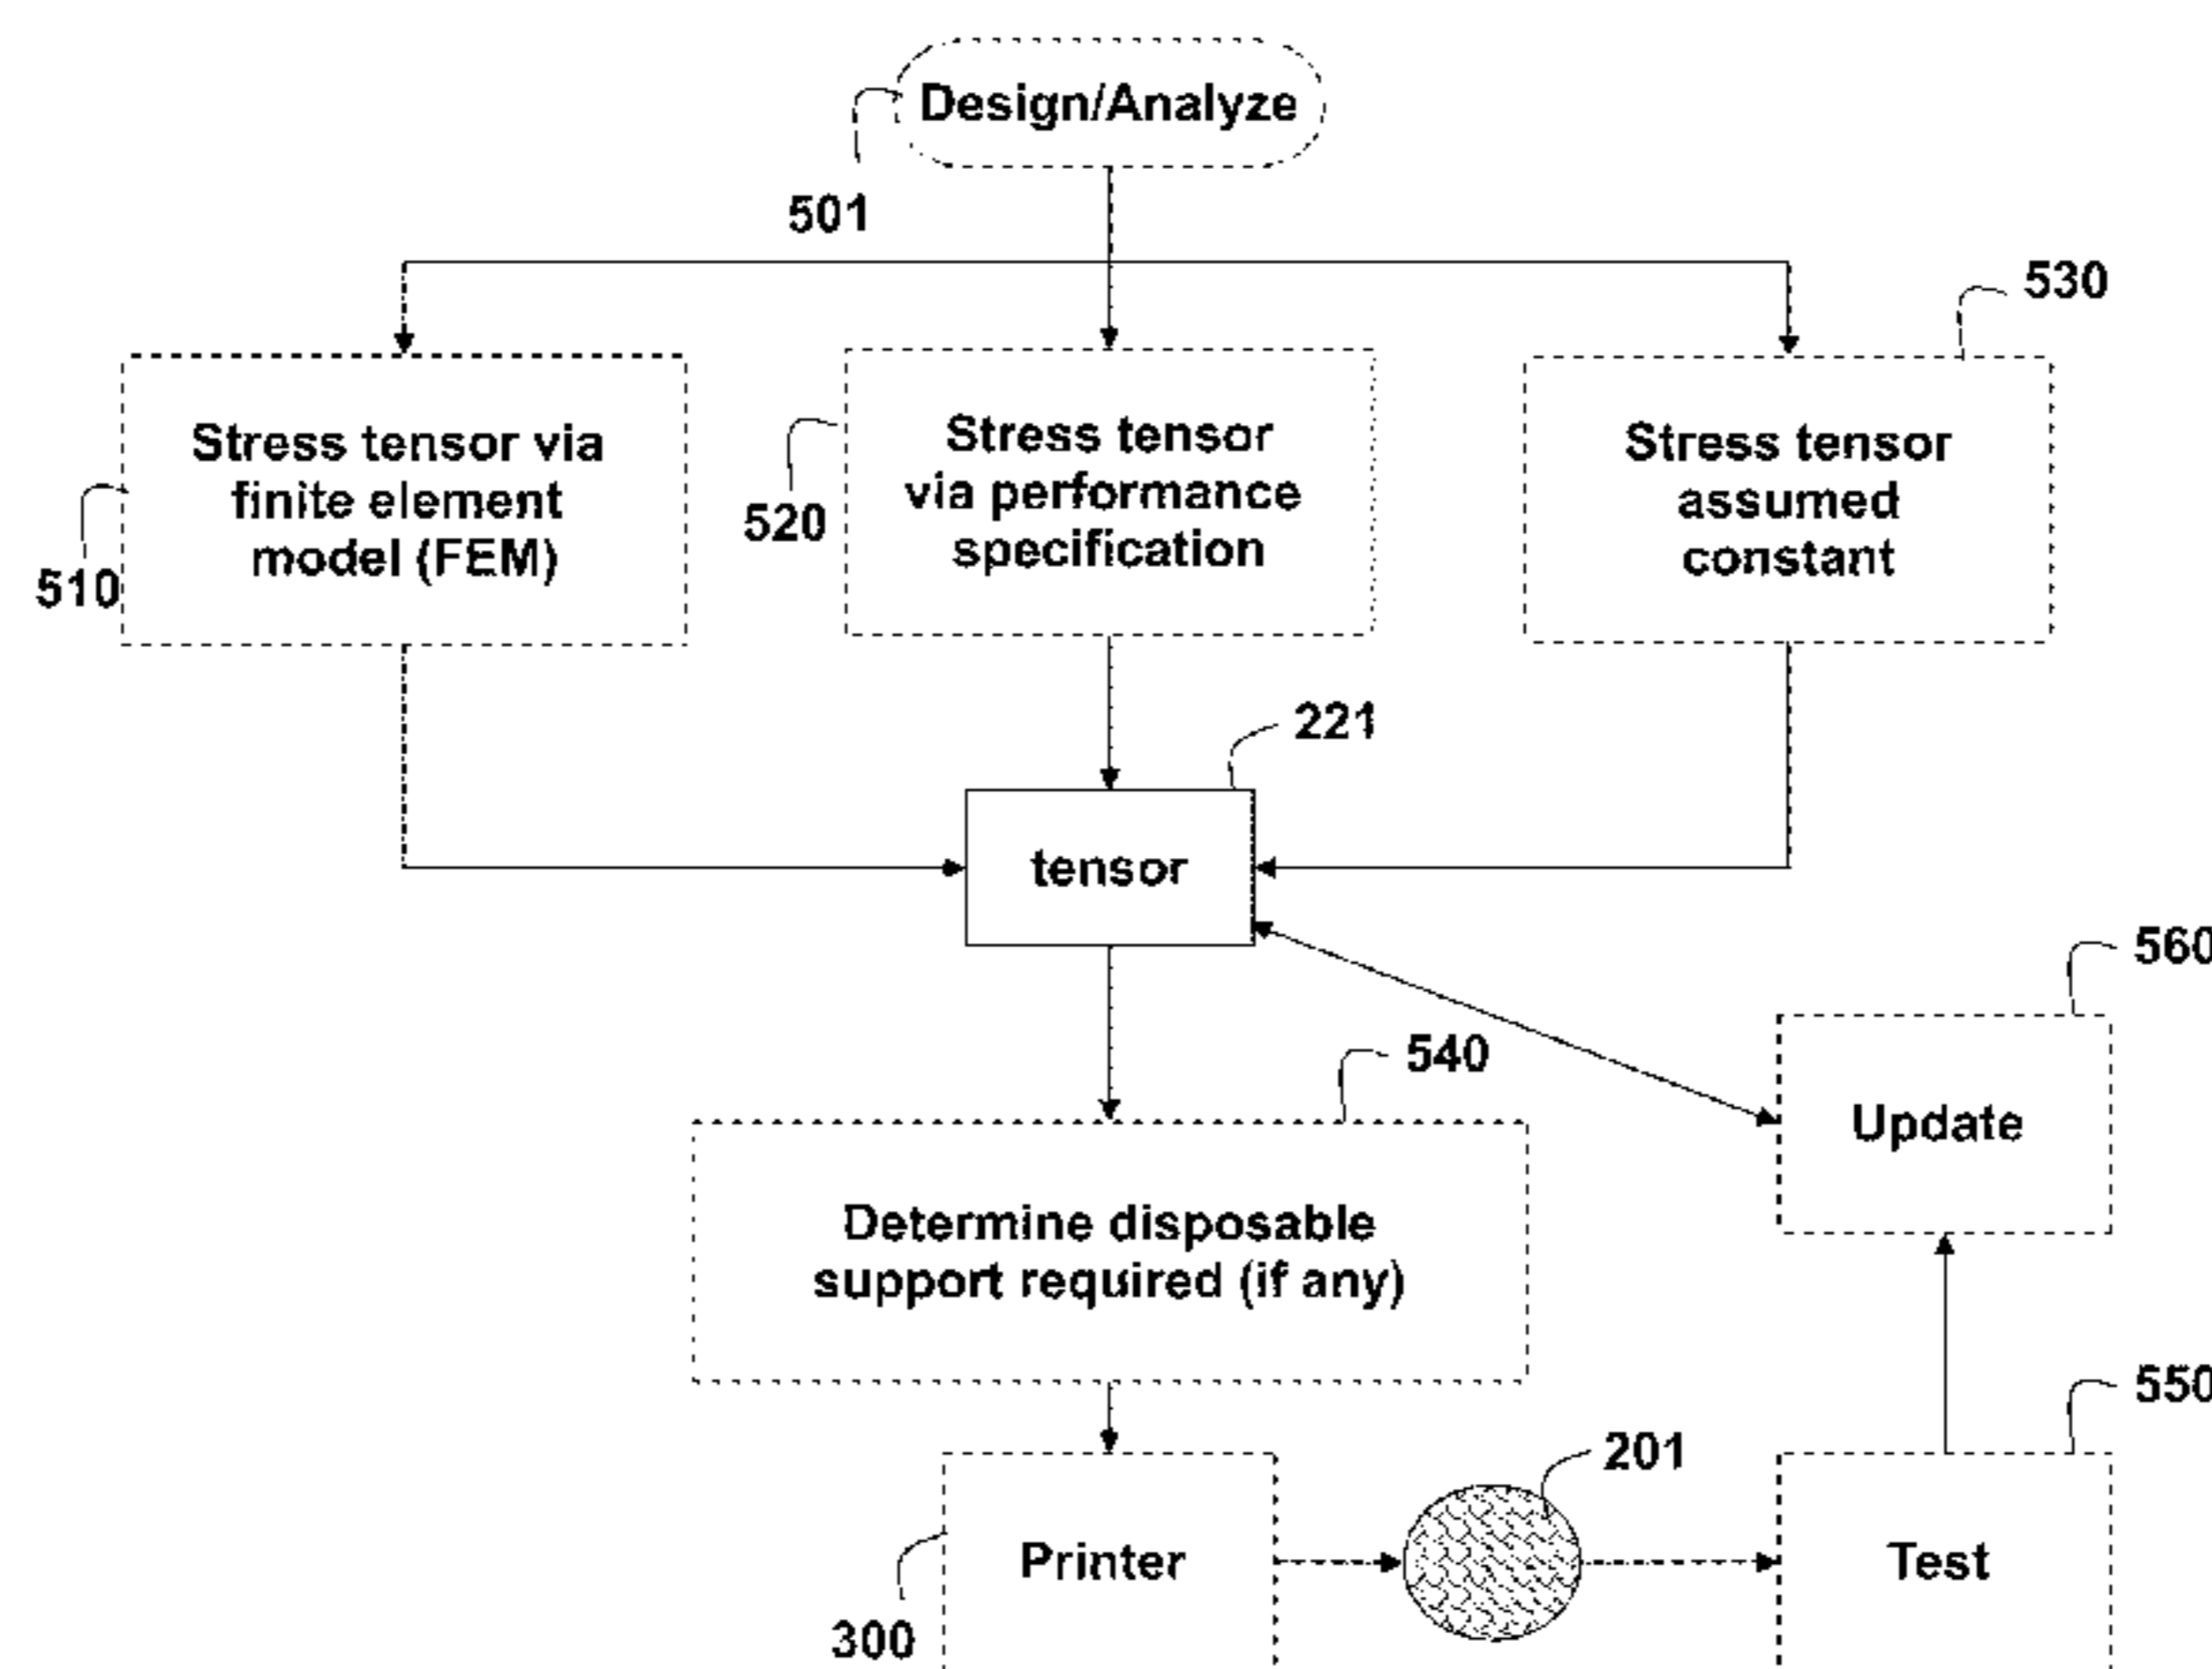 Design/Analyze
501
530
Stress tensor via
finite element
model (FEM)
510
Stress tensor
via performance
specification
520
Stress tensor
assumed
constant
221
tensor
560
540
Update
Determine disposable
support required (if any)
550
201
Printer
Test
300